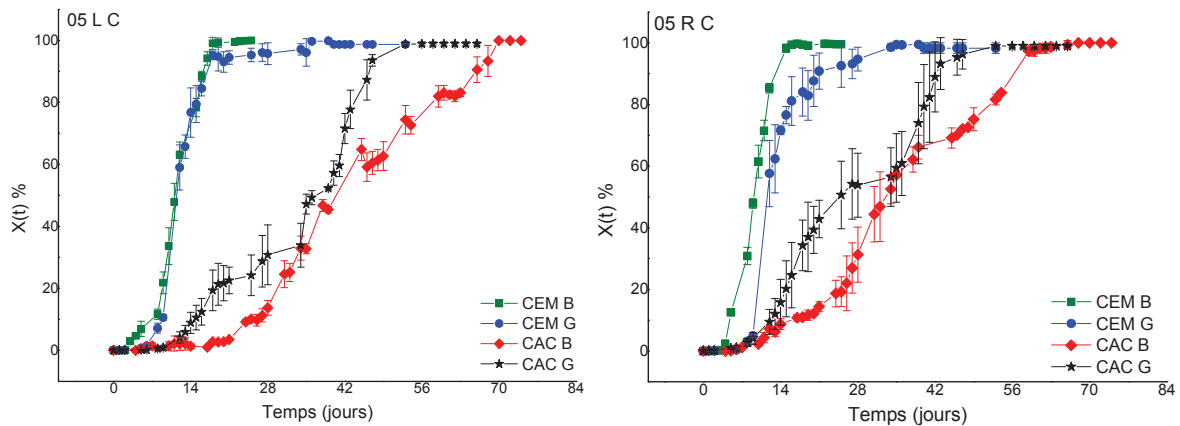 05 L C
X(t) %
100
80
60
40
20
0
0 14 28 42 56 70 84
Temps (jours)
CEM B
CEM G
CAC B
CAC G
05 R C
X(t) %
100
80
60
40
20
0
0 14 28 42 56 70 84
Temps (jours)
CEM B
CEM G
CAC B
CAC G